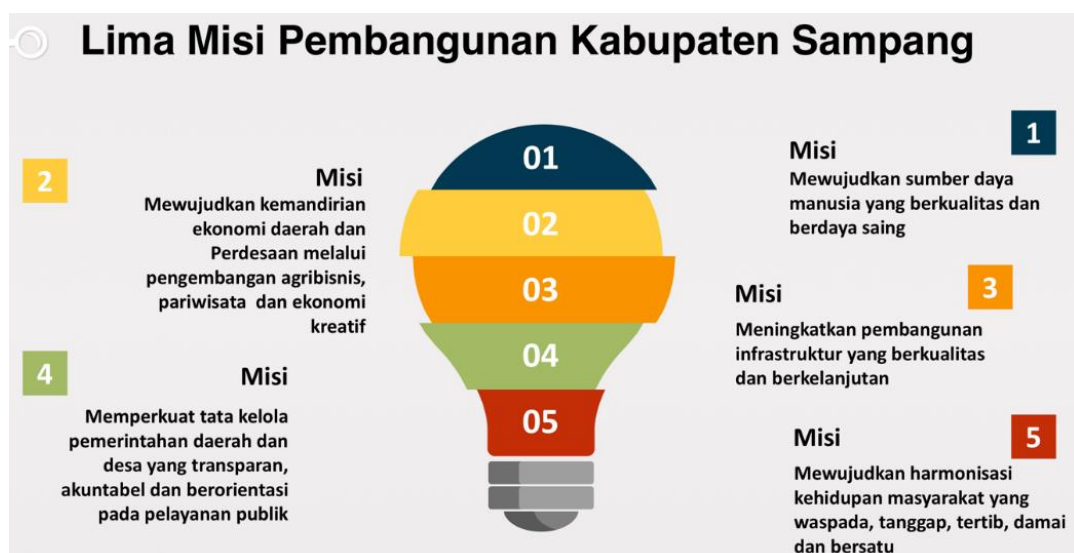 Lima Misi Pembangunan Kabupaten Sampang
1
Misi
Mewujudkan sumber daya
manusia yang berkualitas dan
berdaya saing
2
Misi
Mewujudkan kemandirian
ekonomi daerah dan
Perdesaan melalui
pengembangan agribisnis,
pariwisata dan ekonomi
kreatif
3
Misi
Meningkatkan pembangunan
infrastruktur yang berkualitas
dan berkelanjutan
4
Misi
Memperkuat tata kelola
pemerintahan daerah dan
desa yang transparan,
akuntabel dan berorientasi
pada pelayanan publik
5
Misi
Mewujudkan harmonisasi
kehidupan masyarakat yang
waspada, tanggap, tertib, damai
dan bersatu
01
02
03
04
05